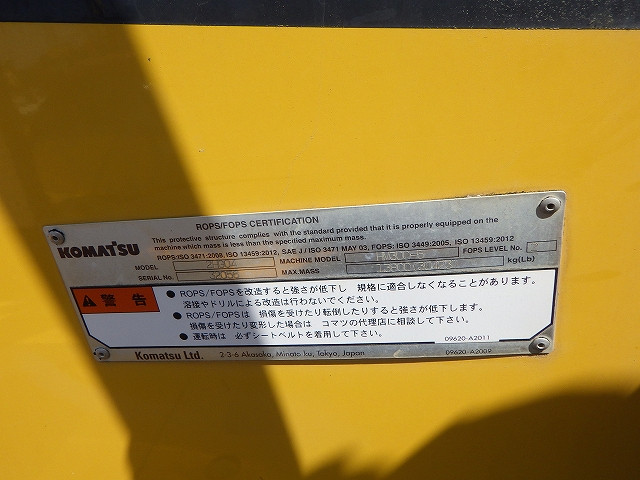 ROPS/FOPS CERTIFICATION
KOMATSU
This protective structure complies with the standard provided that it is properly equipped on the
machine which mass is less than the specified maximum mass.
ROPS:ISO 3471:2008, ISO 13459:2012, SAE J / ISO 3471 MAY 03, FOPS: ISO 3449:2005, ISO 13459:2012
MODEL MACHINE MODEL FOPS LEVEL No.
SERIAL No. MAX.MASS kg(Lb)
警告
● ROPS/FOPSを改造すると強さが低下し 規格に適合しなくなることがあります。
溶接やドリルによる改造は行わないでください。
● ROPS/FOPSは 損傷を受けたり転倒したりすると強さが低下します。
損傷を受けたり変形した場合は コマツの代理店に相談して下さい。
● 運転時は 必ずシートベルトを着用して下さい。
09620-A2011
Komatsu Ltd. 2-3-6 Akasaka, Minato-ku, Tokyo, Japan 09620-A2009